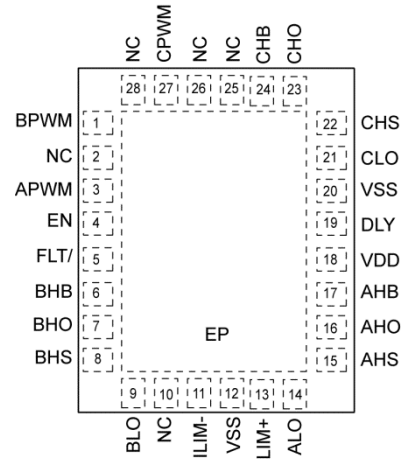 NC
CPWM
NC
NC
CHB
CHO
28 27 26 25 24 23
BPWM 1
22 CHS
NC 2
21 CLO
APWM 3
20 VSS
EN 4
19 DLY
FLT/ 5
18 VDD
BHB 6
17 AHB
BHO 7
16 AHO
BHS 8
15 AHS
EP
9 10 11 12 13 14
BLO
NC
ILIM-
VSS
LIM+
ALO